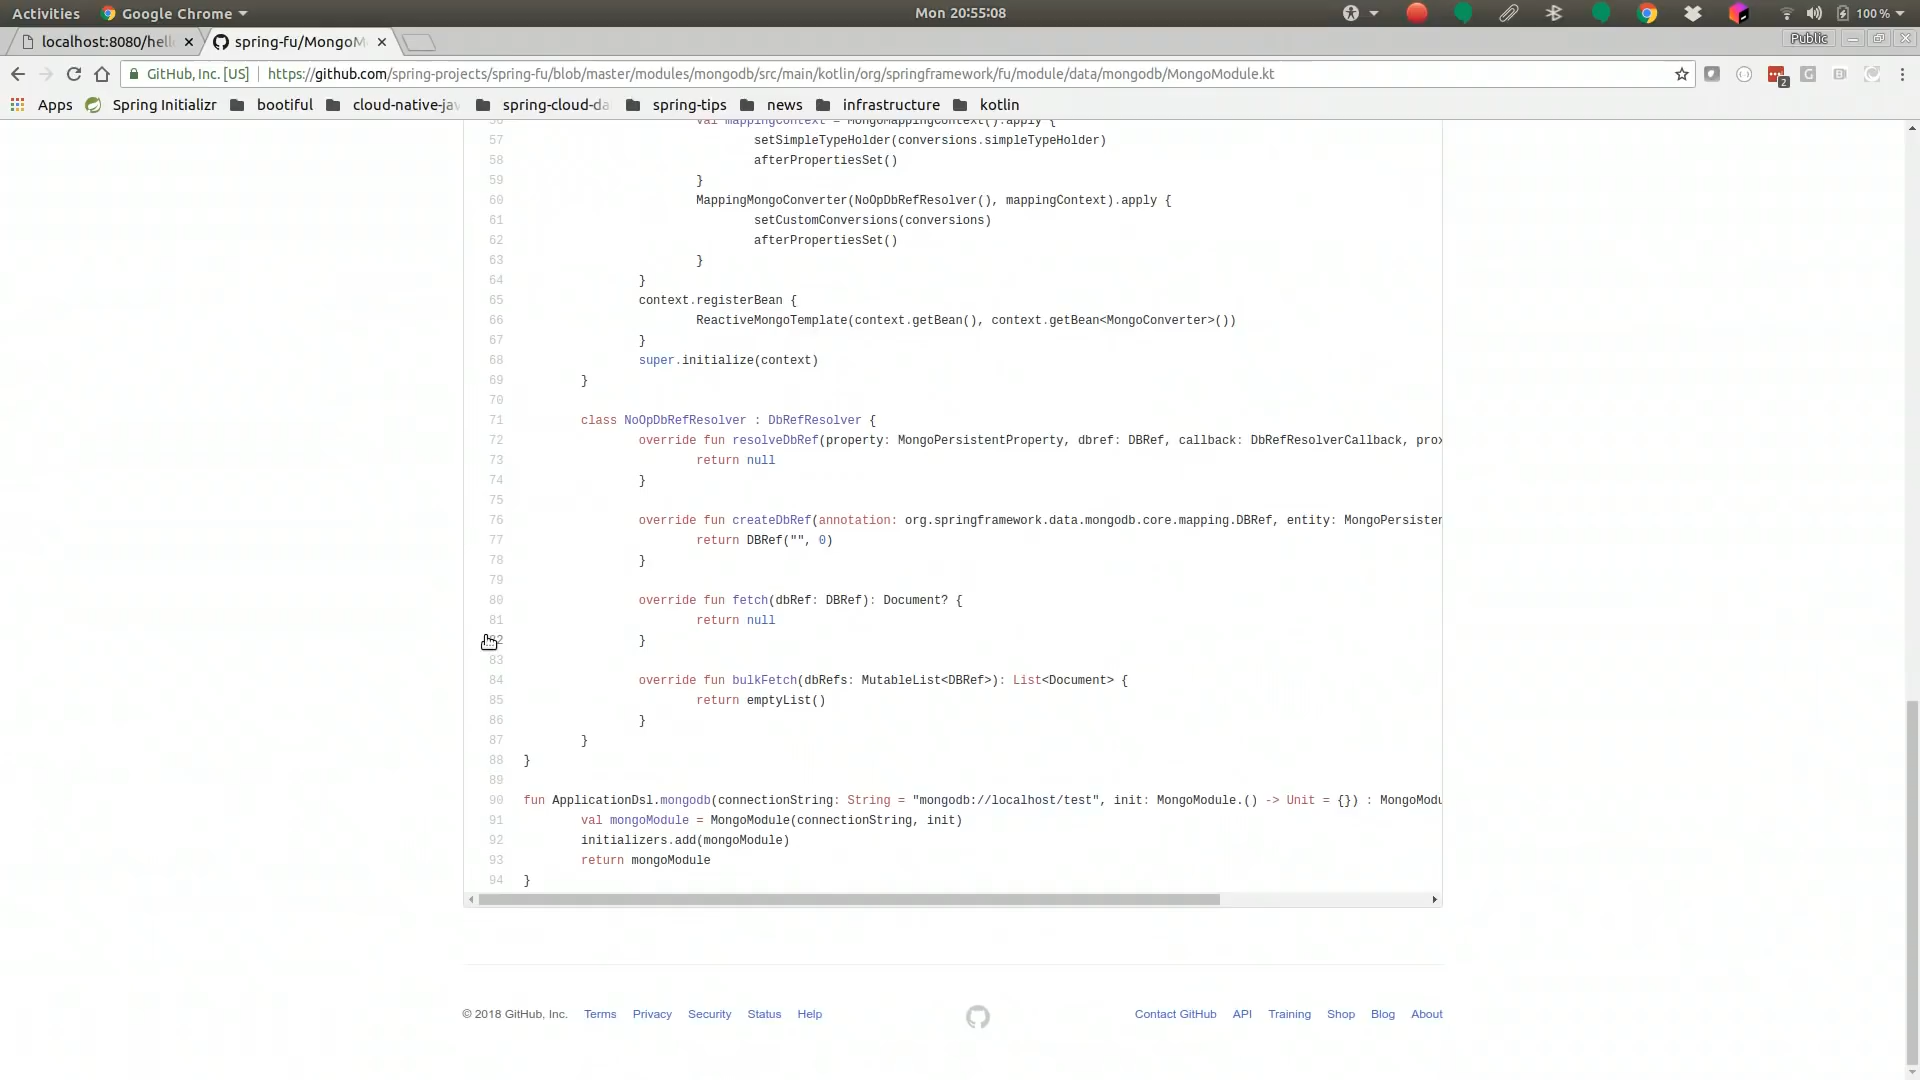 Activities Google Chrome Mon 20:55:08 100 %
localhost:8080/hell spring-fu/MongoM Public
GitHub, Inc. [US] https://github.com/spring-projects/spring-fu/blob/master/modules/mongodb/src/main/kotlin/org/springframework/fu/module/data/mongodb/MongoModule.kt 2
Apps Spring Initializr bootiful cloud-native-jav spring-cloud-da spring-tips news infrastructure kotlin
56 val mappingContext = MongoMappingContext().apply {
57 setSimpleTypeHolder(conversions.simpleTypeHolder)
58 afterPropertiesSet()
59 }
60 MappingMongoConverter(NoOpDbRefResolver(), mappingContext).apply {
61 setCustomConversions(conversions)
62 afterPropertiesSet()
63 }
64 }
65 context.registerBean {
66 ReactiveMongoTemplate(context.getBean(), context.getBean<MongoConverter>())
67 }
68 super.initialize(context)
69 }
70
71 class NoOpDbRefResolver : DbRefResolver {
72 override fun resolveDbRef(property: MongoPersistentProperty, dbref: DBRef, callback: DbRefResolverCallback, prox
73 return null
74 }
75
76 override fun createDbRef(annotation: org.springframework.data.mongodb.core.mapping.DBRef, entity: MongoPersisten
77 return DBRef("", 0)
78 }
79
80 override fun fetch(dbRef: DBRef): Document? {
81 return null
82 }
83
84 override fun bulkFetch(dbRefs: MutableList<DBRef>): List<Document> {
85 return emptyList()
86 }
87 }
88 }
89
90 fun ApplicationDsl.mongodb(connectionString: String = "mongodb://localhost/test", init: MongoModule.() -> Unit = {}) : MongoModu
91 val mongoModule = MongoModule(connectionString, init)
92 initializers.add(mongoModule)
93 return mongoModule
94 }
© 2018 GitHub, Inc. Terms Privacy Security Status Help Contact GitHub API Training Shop Blog About